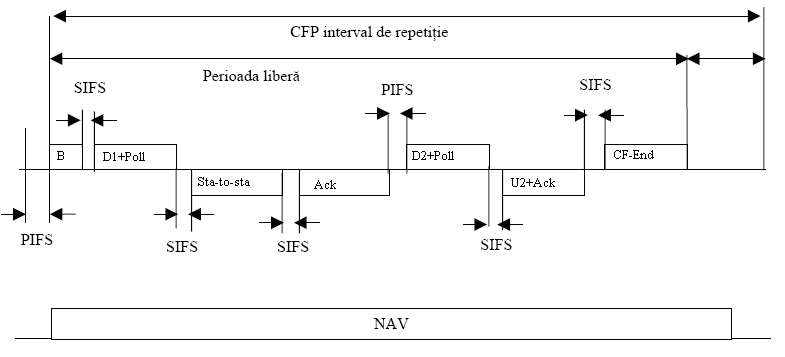 CFP interval de repetiție
Perioada liberă
SIFS
PIFS
SIFS
B
D1+Poll
D2+Poll
CF-End
Sta-to-sta
Ack
U2+Ack
PIFS
SIFS
SIFS
SIFS
NAV